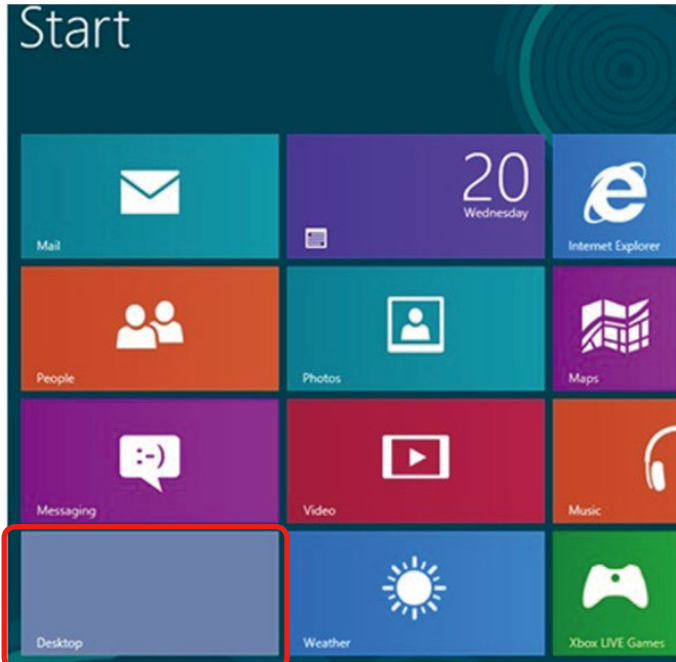 Start
20
Wednesday
Mail
Internet Explorer
People
Photos
Maps
:-)
Messaging
Video
Music
Desktop
Weather
Xbox LIVE Games